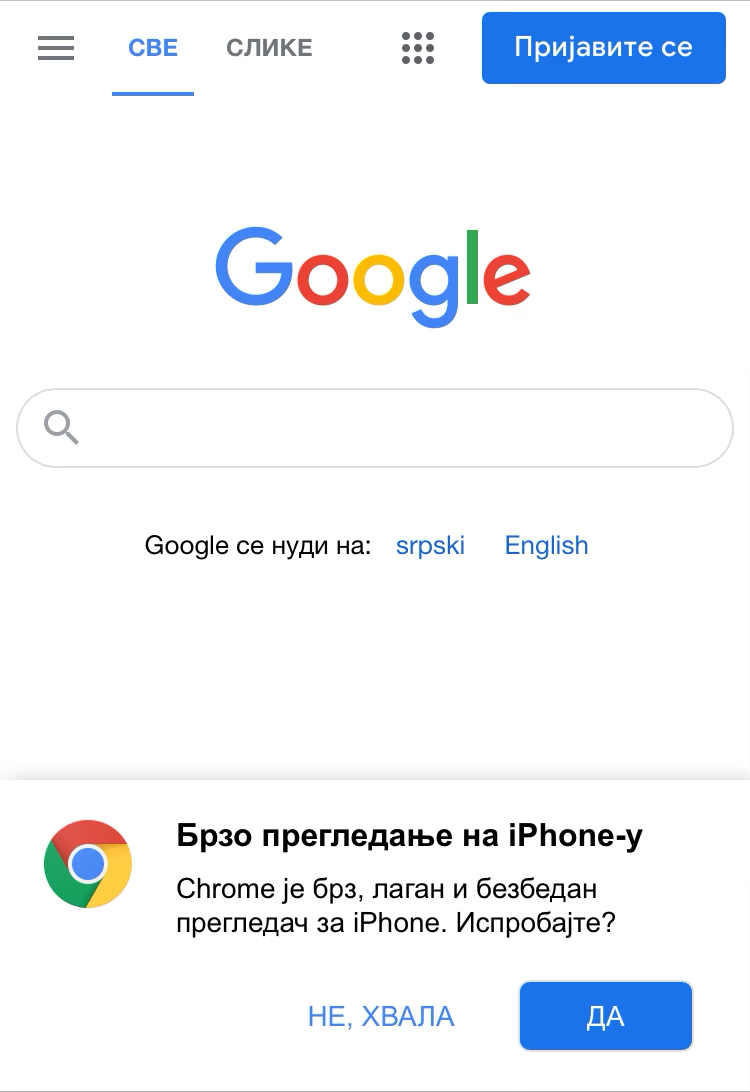 СВЕ СЛИКЕ Пријавите се
Google
Google се нуди на: srpski English
Брзо прегледање на iPhone-у
Chrome је брз, лаган и безбедан
прегледач за iPhone. Испробајте?
НЕ, ХВАЛА ДА